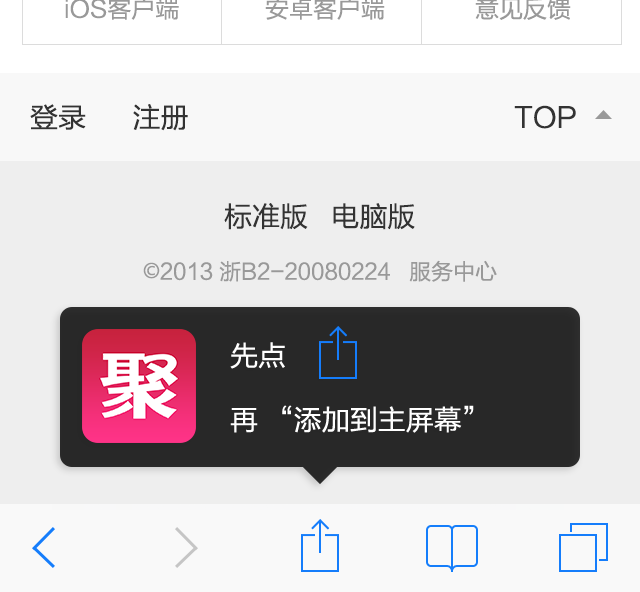 iOS客户端 安卓客户端 意见反馈
登录 注册 TOP
标准版 电脑版
©2013 浙B2-20080224 服务中心
聚
先点
再 “添加到主屏幕”